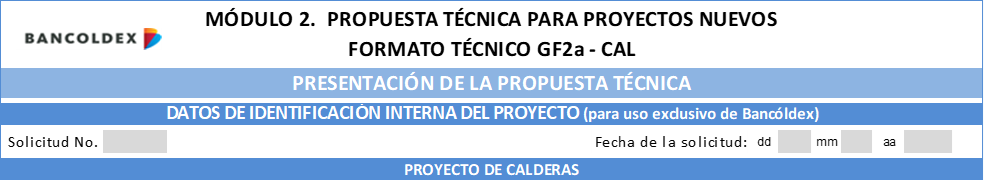 BANCOLDEX
MÓDULO 2. PROPUESTA TÉCNICA PARA PROYECTOS NUEVOS
FORMATO TÉCNICO GF2a - CAL
PRESENTACIÓN DE LA PROPUESTA TÉCNICA
DATOS DE IDENTIFICACIÓN INTERNA DEL PROYECTO (para uso exclusivo de Bancóldex)
Solicitud No. Fecha de la solicitud: dd mm aa
PROYECTO DE CALDERAS